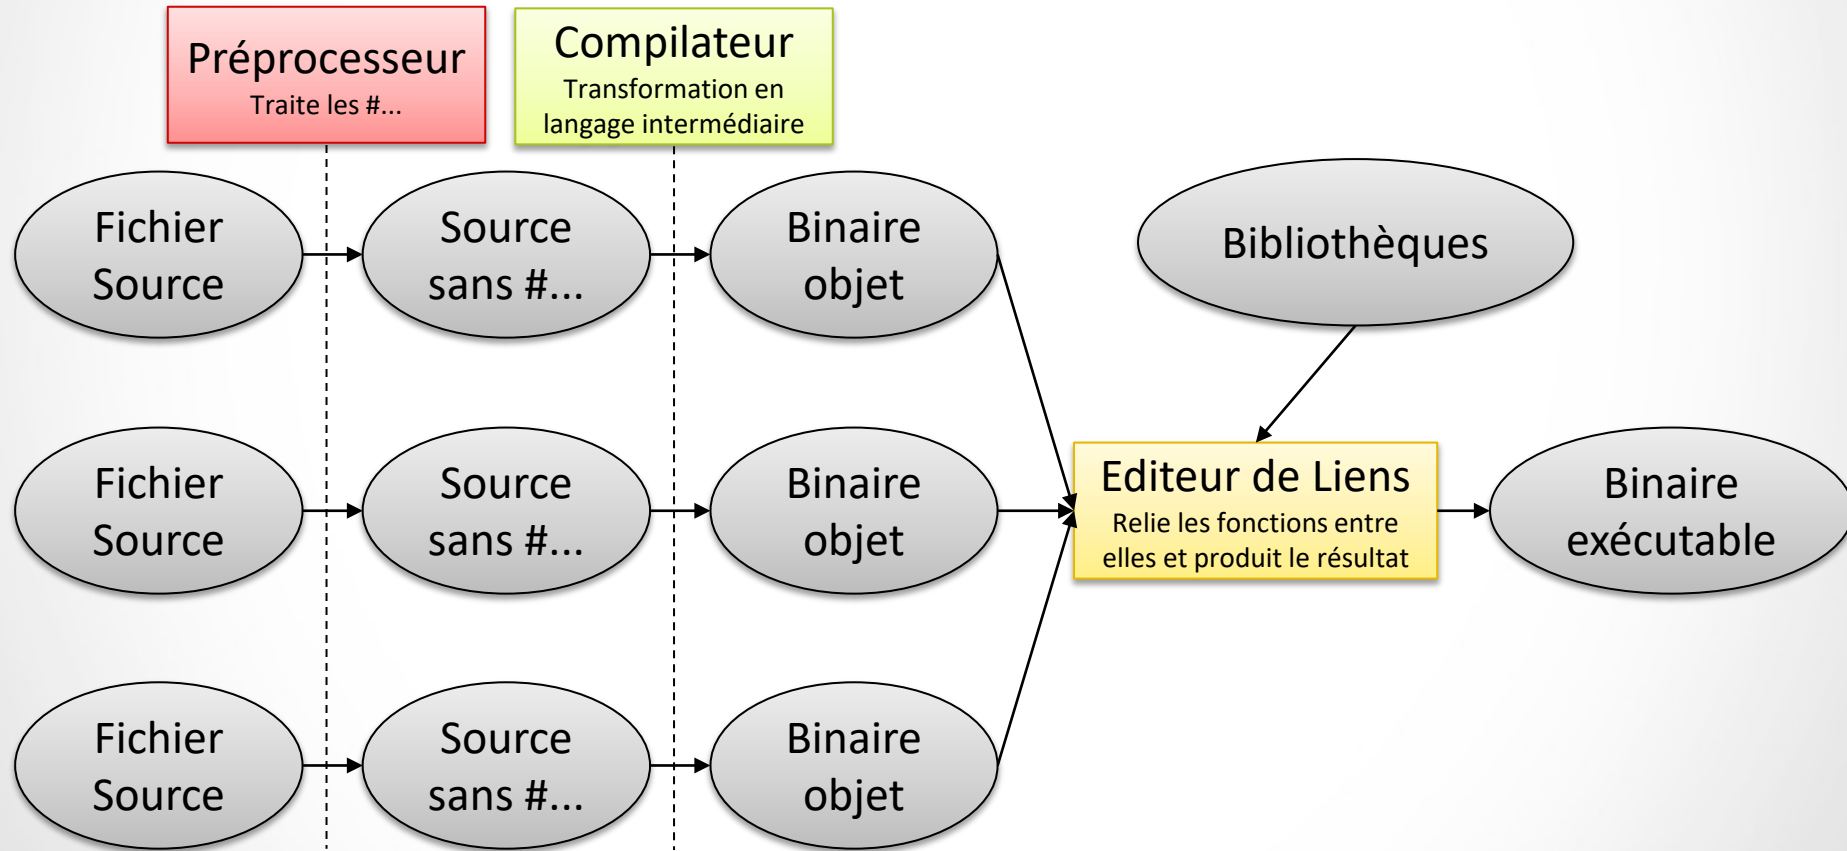 Préprocesseur
Traite les #...
Compilateur
Transformation en
langage intermédiaire
Fichier
Source
Source
sans #...
Binaire
objet
Bibliothèques
Fichier
Source
Source
sans #...
Binaire
objet
Editeur de Liens
Relie les fonctions entre
elles et produit le résultat
Binaire
exécutable
Fichier
Source
Source
sans #...
Binaire
objet